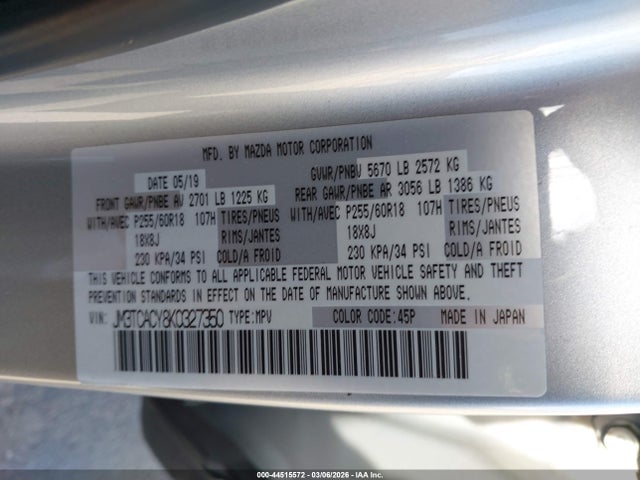 MFD. BY MAZDA MOTOR CORPORATION
DATE 05/19 GVWR/PNBV 5670 LB 2572 KG
FRONT GAWR/PNBE AV 2701 LB 1225 KG REAR GAWR/PNBE AR 3056 LB 1386 KG
WITH/AVEC P255/60R18 107H TIRES/PNEUS WITH/AVEC P255/60R18 107H TIRES/PNEUS
18X8J RIMS/JANTES 18X8J RIMS/JANTES
230 KPA/34 PSI COLD/A FROID 230 KPA/34 PSI COLD/A FROID
THIS VEHICLE CONFORMS TO ALL APPLICABLE FEDERAL MOTOR VEHICLE SAFETY AND THEFT
PREVENTION STANDARDS IN EFFECT ON THE DATE OF MANUFACTURE SHOWN ABOVE.
VIN: JM3TCACY8K0327350 TYPE:MPV COLOR CODE:45P MADE IN JAPAN
000-44515572 | 03/06/2026 - IAA Inc.